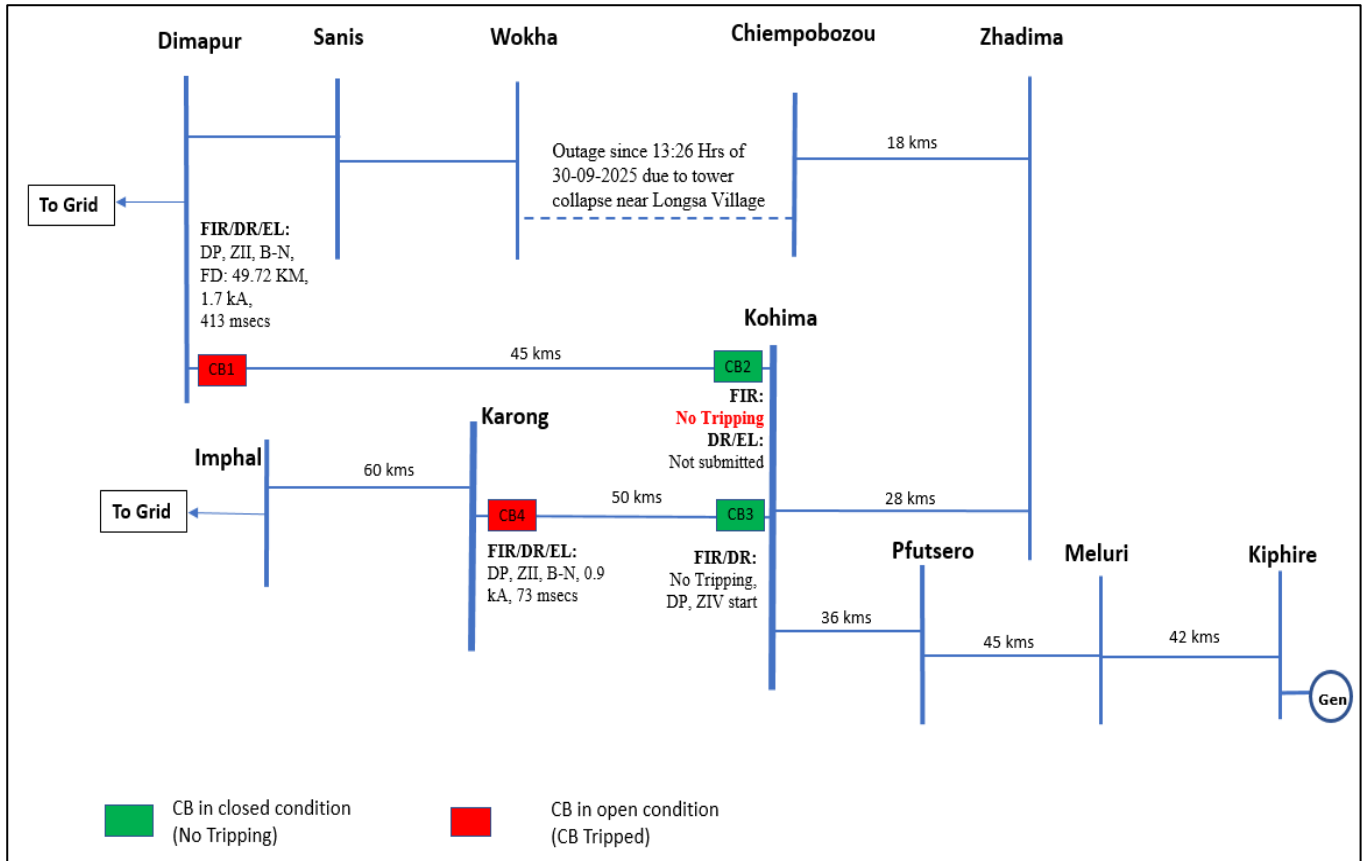 Dimapur
Sanis
Wokha
Chiempobozou
Zhadima
Outage since 13:26 Hrs of
30-09-2025 due to tower
collapse near Longsa Village
18 kms
To Grid
FIR/DR/EL:
DP, ZII, B-N,
FD: 49.72 KM,
1.7 kA,
413 msecs
Kohima
CB1
45 kms
CB2
FIR:
No Tripping
DR/EL:
Not submitted
Karong
Imphal
60 kms
To Grid
CB4
50 kms
CB3
28 kms
FIR/DR/EL:
DP, ZII, B-N, 0.9
kA, 73 msecs
FIR/DR:
No Tripping,
DP, ZIV start
Pfutsero
Meluri
Kiphire
36 kms
45 kms
42 kms
Gen
CB in closed condition
(No Tripping)
CB in open condition
(CB Tripped)